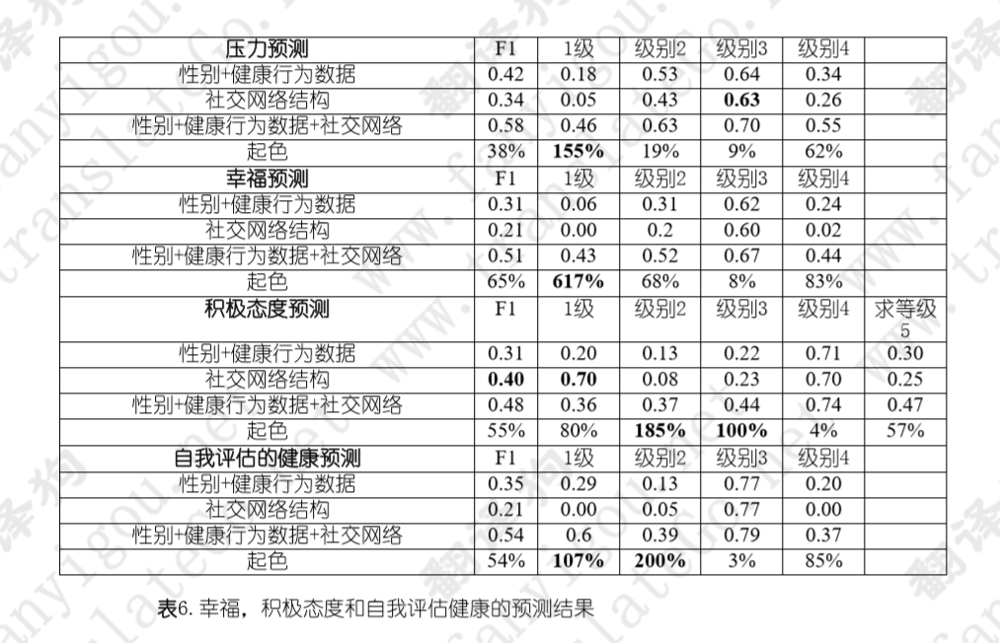 压力预测 F1 1级 级别2 级别3 级别4
性别+健康行为数据 0.42 0.18 0.53 0.64 0.34
社交网络结构 0.34 0.05 0.43 0.63 0.26
性别+健康行为数据+社交网络 0.58 0.46 0.63 0.70 0.55
起色 38% 155% 19% 9% 62%
幸福预测 F1 1级 级别2 级别3 级别4
性别+健康行为数据 0.31 0.06 0.31 0.62 0.24
社交网络结构 0.21 0.00 0.2 0.60 0.02
性别+健康行为数据+社交网络 0.51 0.43 0.52 0.67 0.44
起色 65% 617% 68% 8% 83%
积极态度预测 F1 1级 级别2 级别3 级别4 求等级
5
性别+健康行为数据 0.31 0.20 0.13 0.22 0.71 0.30
社交网络结构 0.40 0.70 0.08 0.23 0.70 0.25
性别+健康行为数据+社交网络 0.48 0.36 0.37 0.44 0.74 0.47
起色 55% 80% 185% 100% 4% 57%
自我评估的健康预测 F1 1级 级别2 级别3 级别4
性别+健康行为数据 0.35 0.29 0.13 0.77 0.20
社交网络结构 0.21 0.00 0.05 0.77 0.00
性别+健康行为数据+社交网络 0.54 0.6 0.39 0.79 0.37
起色 54% 107% 200% 3% 85%
表6. 幸福，积极态度和自我评估健康的预测结果